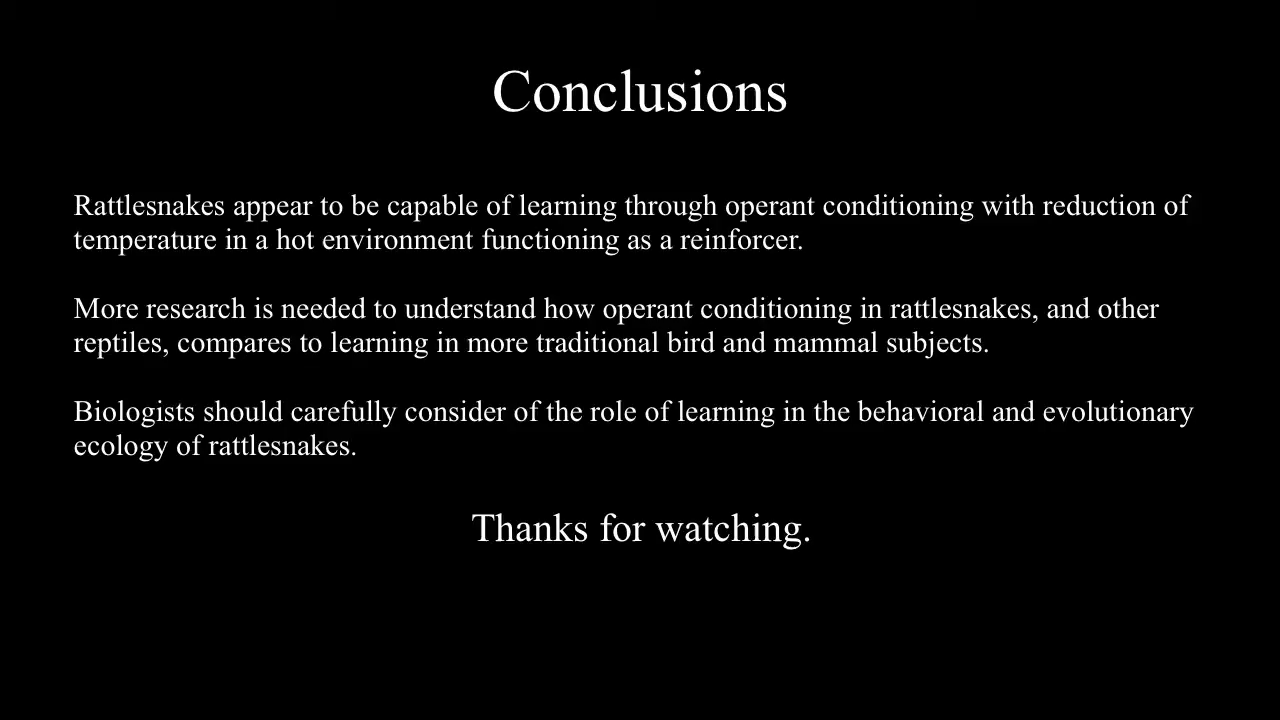 Conclusions
Rattlesnakes appear to be capable of learning through operant conditioning with reduction of
temperature in a hot environment functioning as a reinforcer.
More research is needed to understand how operant conditioning in rattlesnakes, and other
reptiles, compares to learning in more traditional bird and mammal subjects.
Biologists should carefully consider of the role of learning in the behavioral and evolutionary
ecology of rattlesnakes.
Thanks for watching.